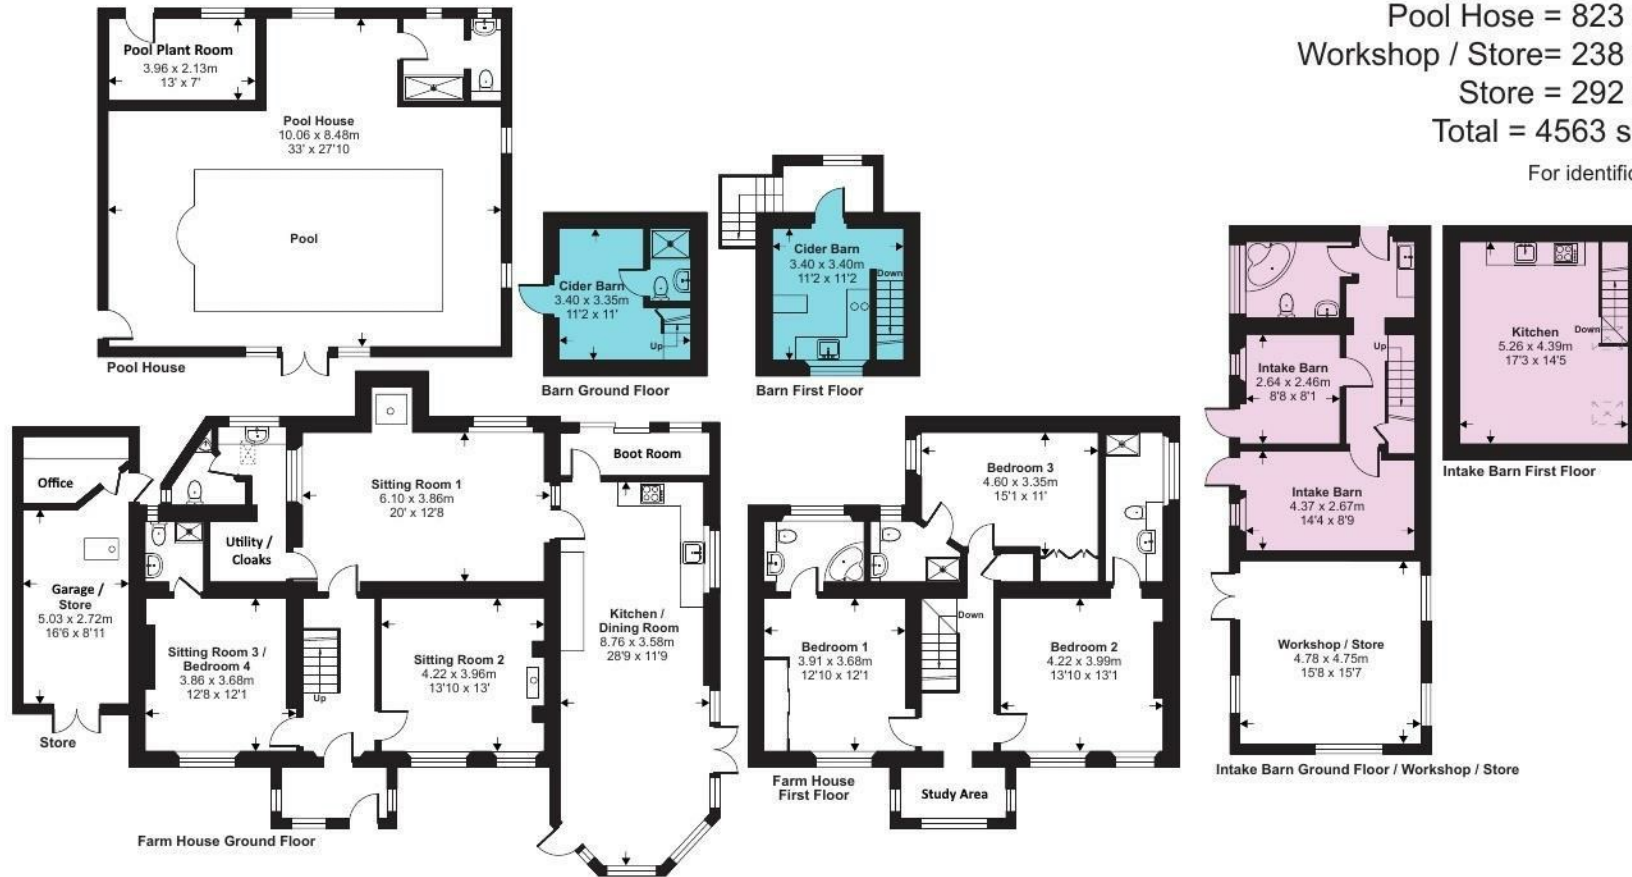 Pool Hose = 823
Workshop / Store= 238
Store = 292
Total = 4563 s
For identific
Pool Plant Room
3.96 x 2.13m
13' x 7'
Pool House
10.06 x 8.48m
33' x 27'10
Pool
Pool House
Cider Barn
3.40 x 3.35m
11'2 x 11'
Up
Barn Ground Floor
Cider Barn
3.40 x 3.40m
11'2 x 11'2
Down
Barn First Floor
Intake Barn
2.64 x 2.46m
8'8 x 8'1
Up
Intake Barn
4.37 x 2.67m
14'4 x 8'9
Workshop / Store
4.78 x 4.75m
15'8 x 15'7
Intake Barn Ground Floor / Workshop / Store
Kitchen
5.26 x 4.39m
17'3 x 14'5
Down
Intake Barn First Floor
Office
Garage /
Store
5.03 x 2.72m
16'6 x 8'11
Store
Utility /
Cloaks
Sitting Room 1
6.10 x 3.86m
20' x 12'8
Boot Room
Sitting Room 3 /
Bedroom 4
3.86 x 3.68m
12'8 x 12'1
Up
Sitting Room 2
4.22 x 3.96m
13'10 x 13'
Kitchen /
Dining Room
8.76 x 3.58m
28'9 x 11'9
Farm House Ground Floor
Bedroom 3
4.60 x 3.35m
15'1 x 11'
Bedroom 1
3.91 x 3.68m
12'10 x 12'1
Down
Bedroom 2
4.22 x 3.99m
13'10 x 13'1
Study Area
Farm House
First Floor